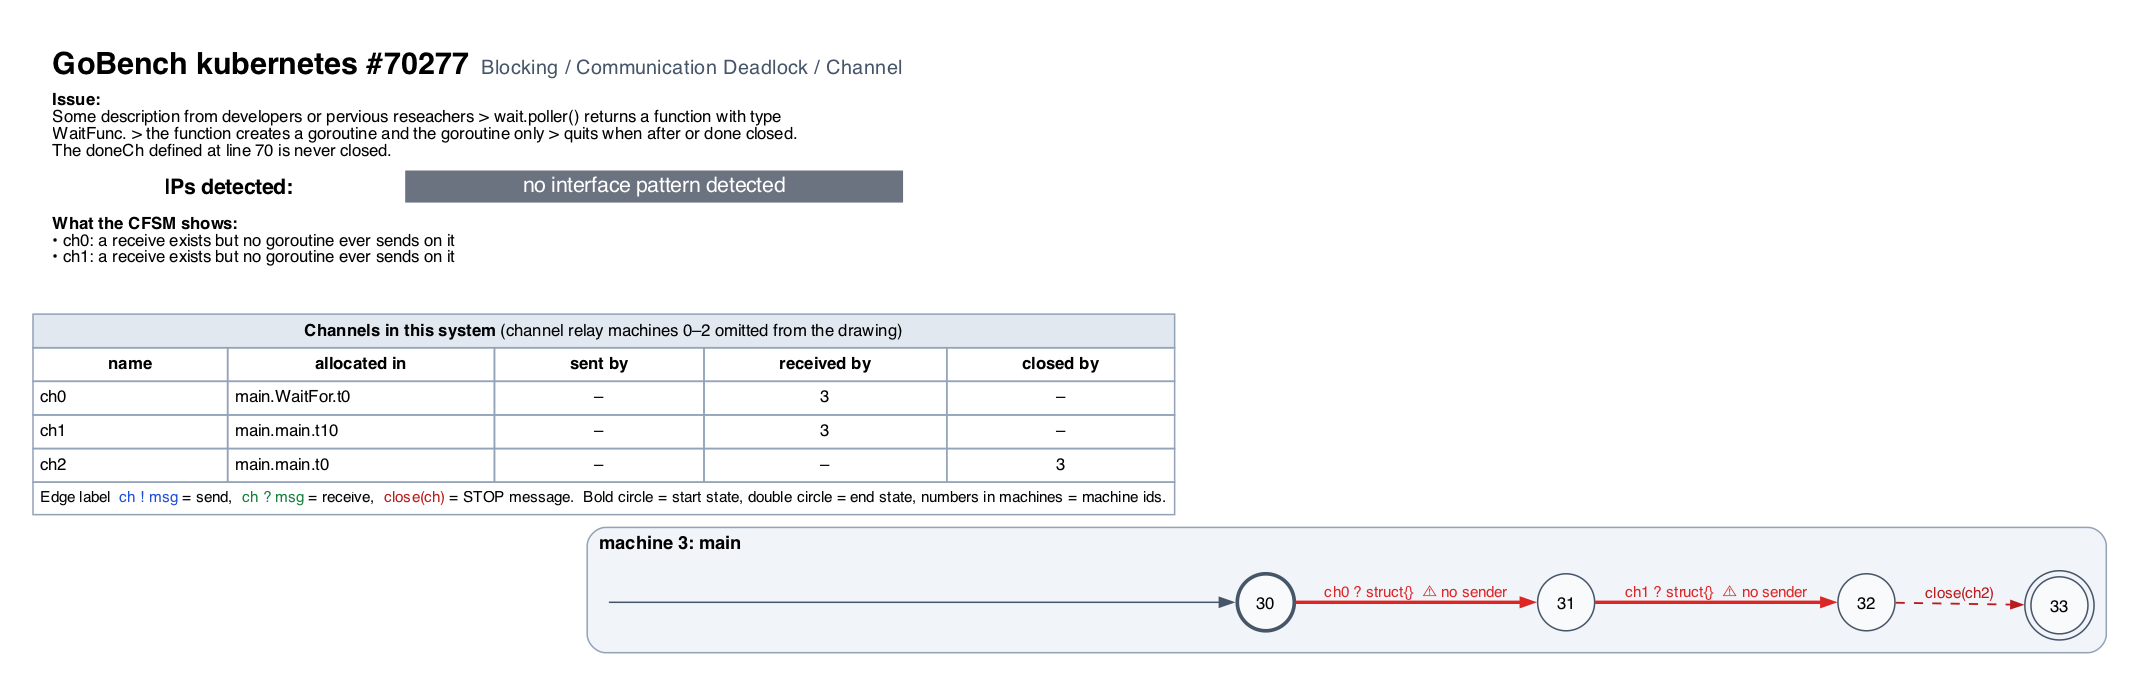 GoBench kubernetes #70277 Blocking / Communication Deadlock / Channel
Issue:
Some description from developers or pervious reseachers > wait.poller() returns a function with type
WaitFunc. > the function creates a goroutine and the goroutine only > quits when after or done closed.
The doneCh defined at line 70 is never closed.
IPs detected: no interface pattern detected
What the CFSM shows:
• ch0: a receive exists but no goroutine ever sends on it
• ch1: a receive exists but no goroutine ever sends on it
Channels in this system (channel relay machines 0–2 omitted from the drawing)
name allocated in sent by received by closed by
ch0 main.WaitFor.t0 – 3 –
ch1 main.main.t10 – 3 –
ch2 main.main.t0 – – 3
Edge label ch ! msg = send, ch ? msg = receive, close(ch) = STOP message. Bold circle = start state, double circle = end state, numbers in machines = machine ids.
machine 3: main
30 ch0 ? struct{} ⚠ no sender 31 ch1 ? struct{} ⚠ no sender 32 close(ch2) 33